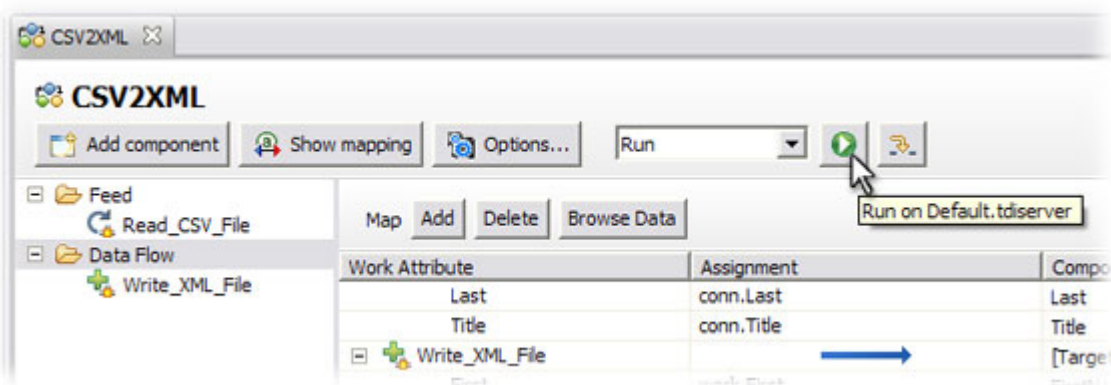 CSV2XML
CSV2XML
Add component Show mapping Options... Run
Feed
Read_CSV_File
Data Flow
Write_XML_File
Map Add Delete Browse Data
Run on Default.tdiserver
Work Attribute Assignment
Last conn.Last Last
Title conn.Title Title
Write_XML_File